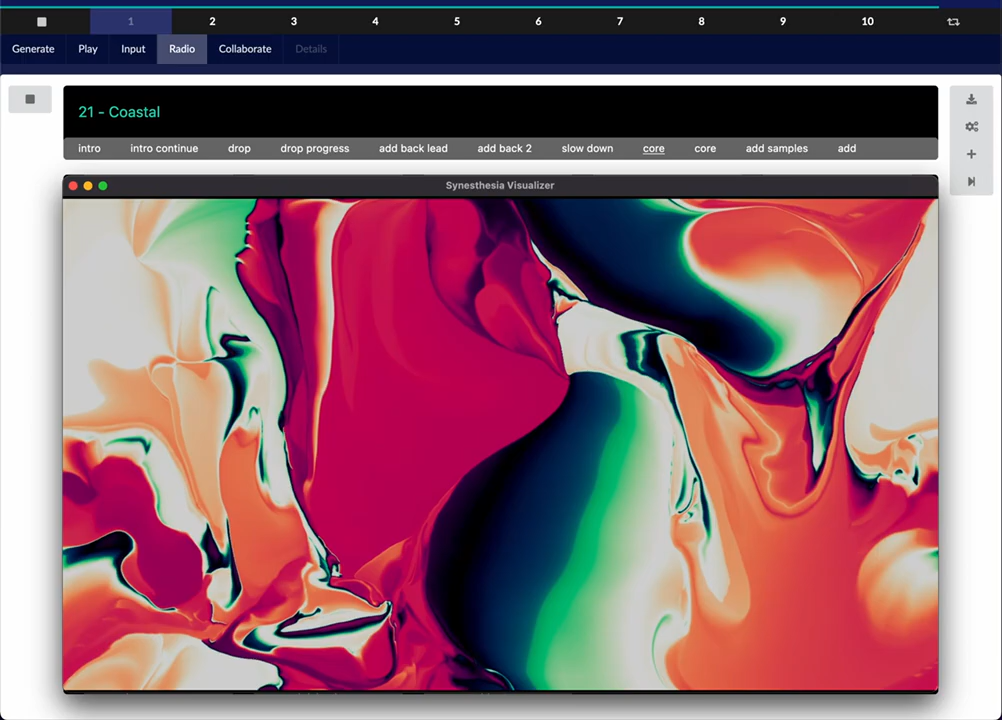 1 2 3 4 5 6 7 8 9 10
Generate Play Input Radio Collaborate Details
21 - Coastal
intro intro continue drop drop progress add back lead add back 2 slow down core core add samples add
Synesthesia Visualizer